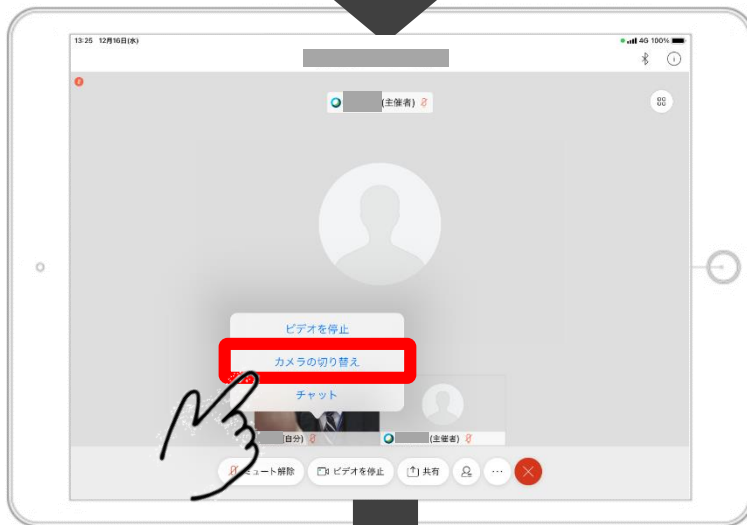 13:25 12月16日(水)
4G 100%
(主催者)
ビデオを停止
カメラの切り替え
チャット
(自分)
(主催者)
ミュート解除
ビデオを停止
共有